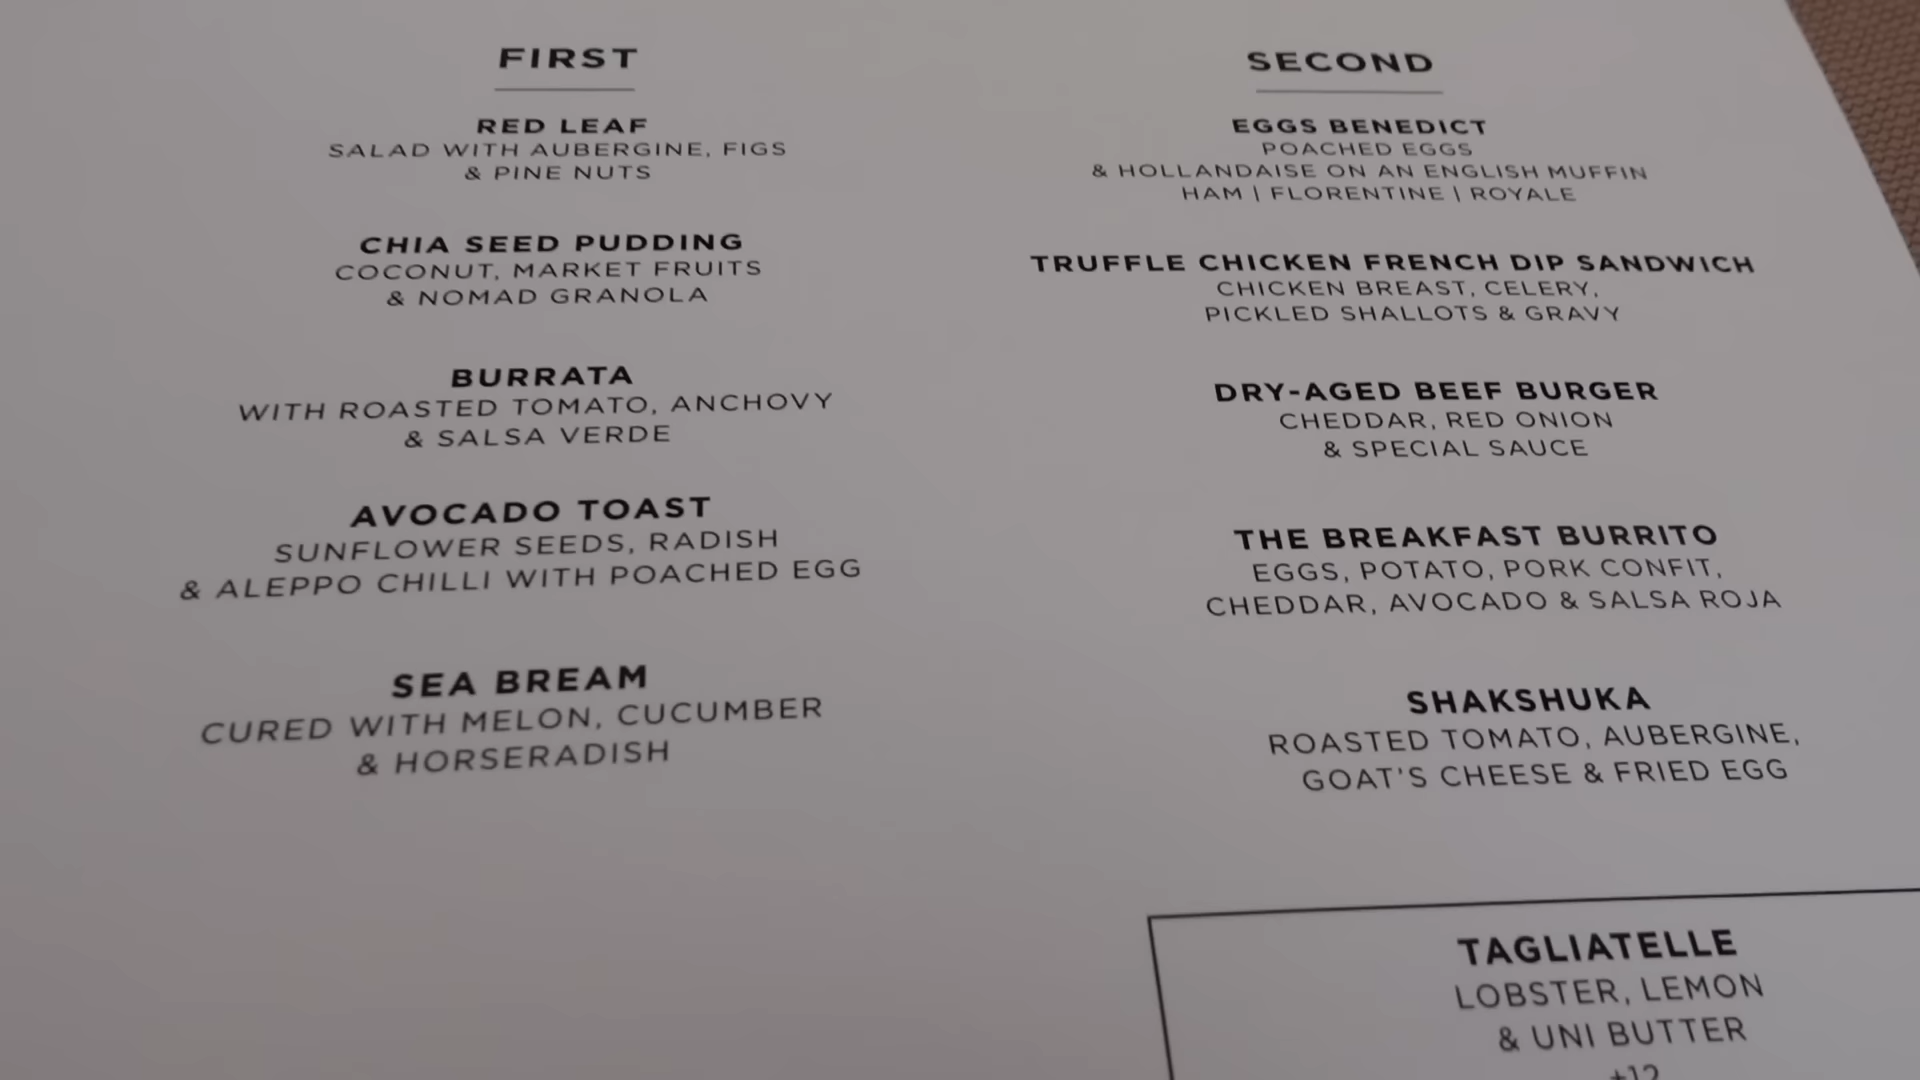 FIRST
RED LEAF
SALAD WITH AUBERGINE, FIGS
& PINE NUTS
CHIA SEED PUDDING
COCONUT, MARKET FRUITS
& NOMAD GRANOLA
BURRATA
WITH ROASTED TOMATO, ANCHOVY
& SALSA VERDE
AVOCADO TOAST
SUNFLOWER SEEDS, RADISH
& ALEPPO CHILLI WITH POACHED EGG
SEA BREAM
CURED WITH MELON, CUCUMBER
& HORSERADISH
SECOND
EGGS BENEDICT
POACHED EGGS
& HOLLANDAISE ON AN ENGLISH MUFFIN
HAM | FLORENTINE | ROYALE
TRUFFLE CHICKEN FRENCH DIP SANDWICH
CHICKEN BREAST, CELERY,
PICKLED SHALLOTS & GRAVY
DRY-AGED BEEF BURGER
CHEDDAR, RED ONION
& SPECIAL SAUCE
THE BREAKFAST BURRITO
EGGS, POTATO, PORK CONFIT,
CHEDDAR, AVOCADO & SALSA ROJA
SHAKSHUKA
ROASTED TOMATO, AUBERGINE,
GOAT'S CHEESE & FRIED EGG
TAGLIATELLE
LOBSTER, LEMON
& UNI BUTTER
+12